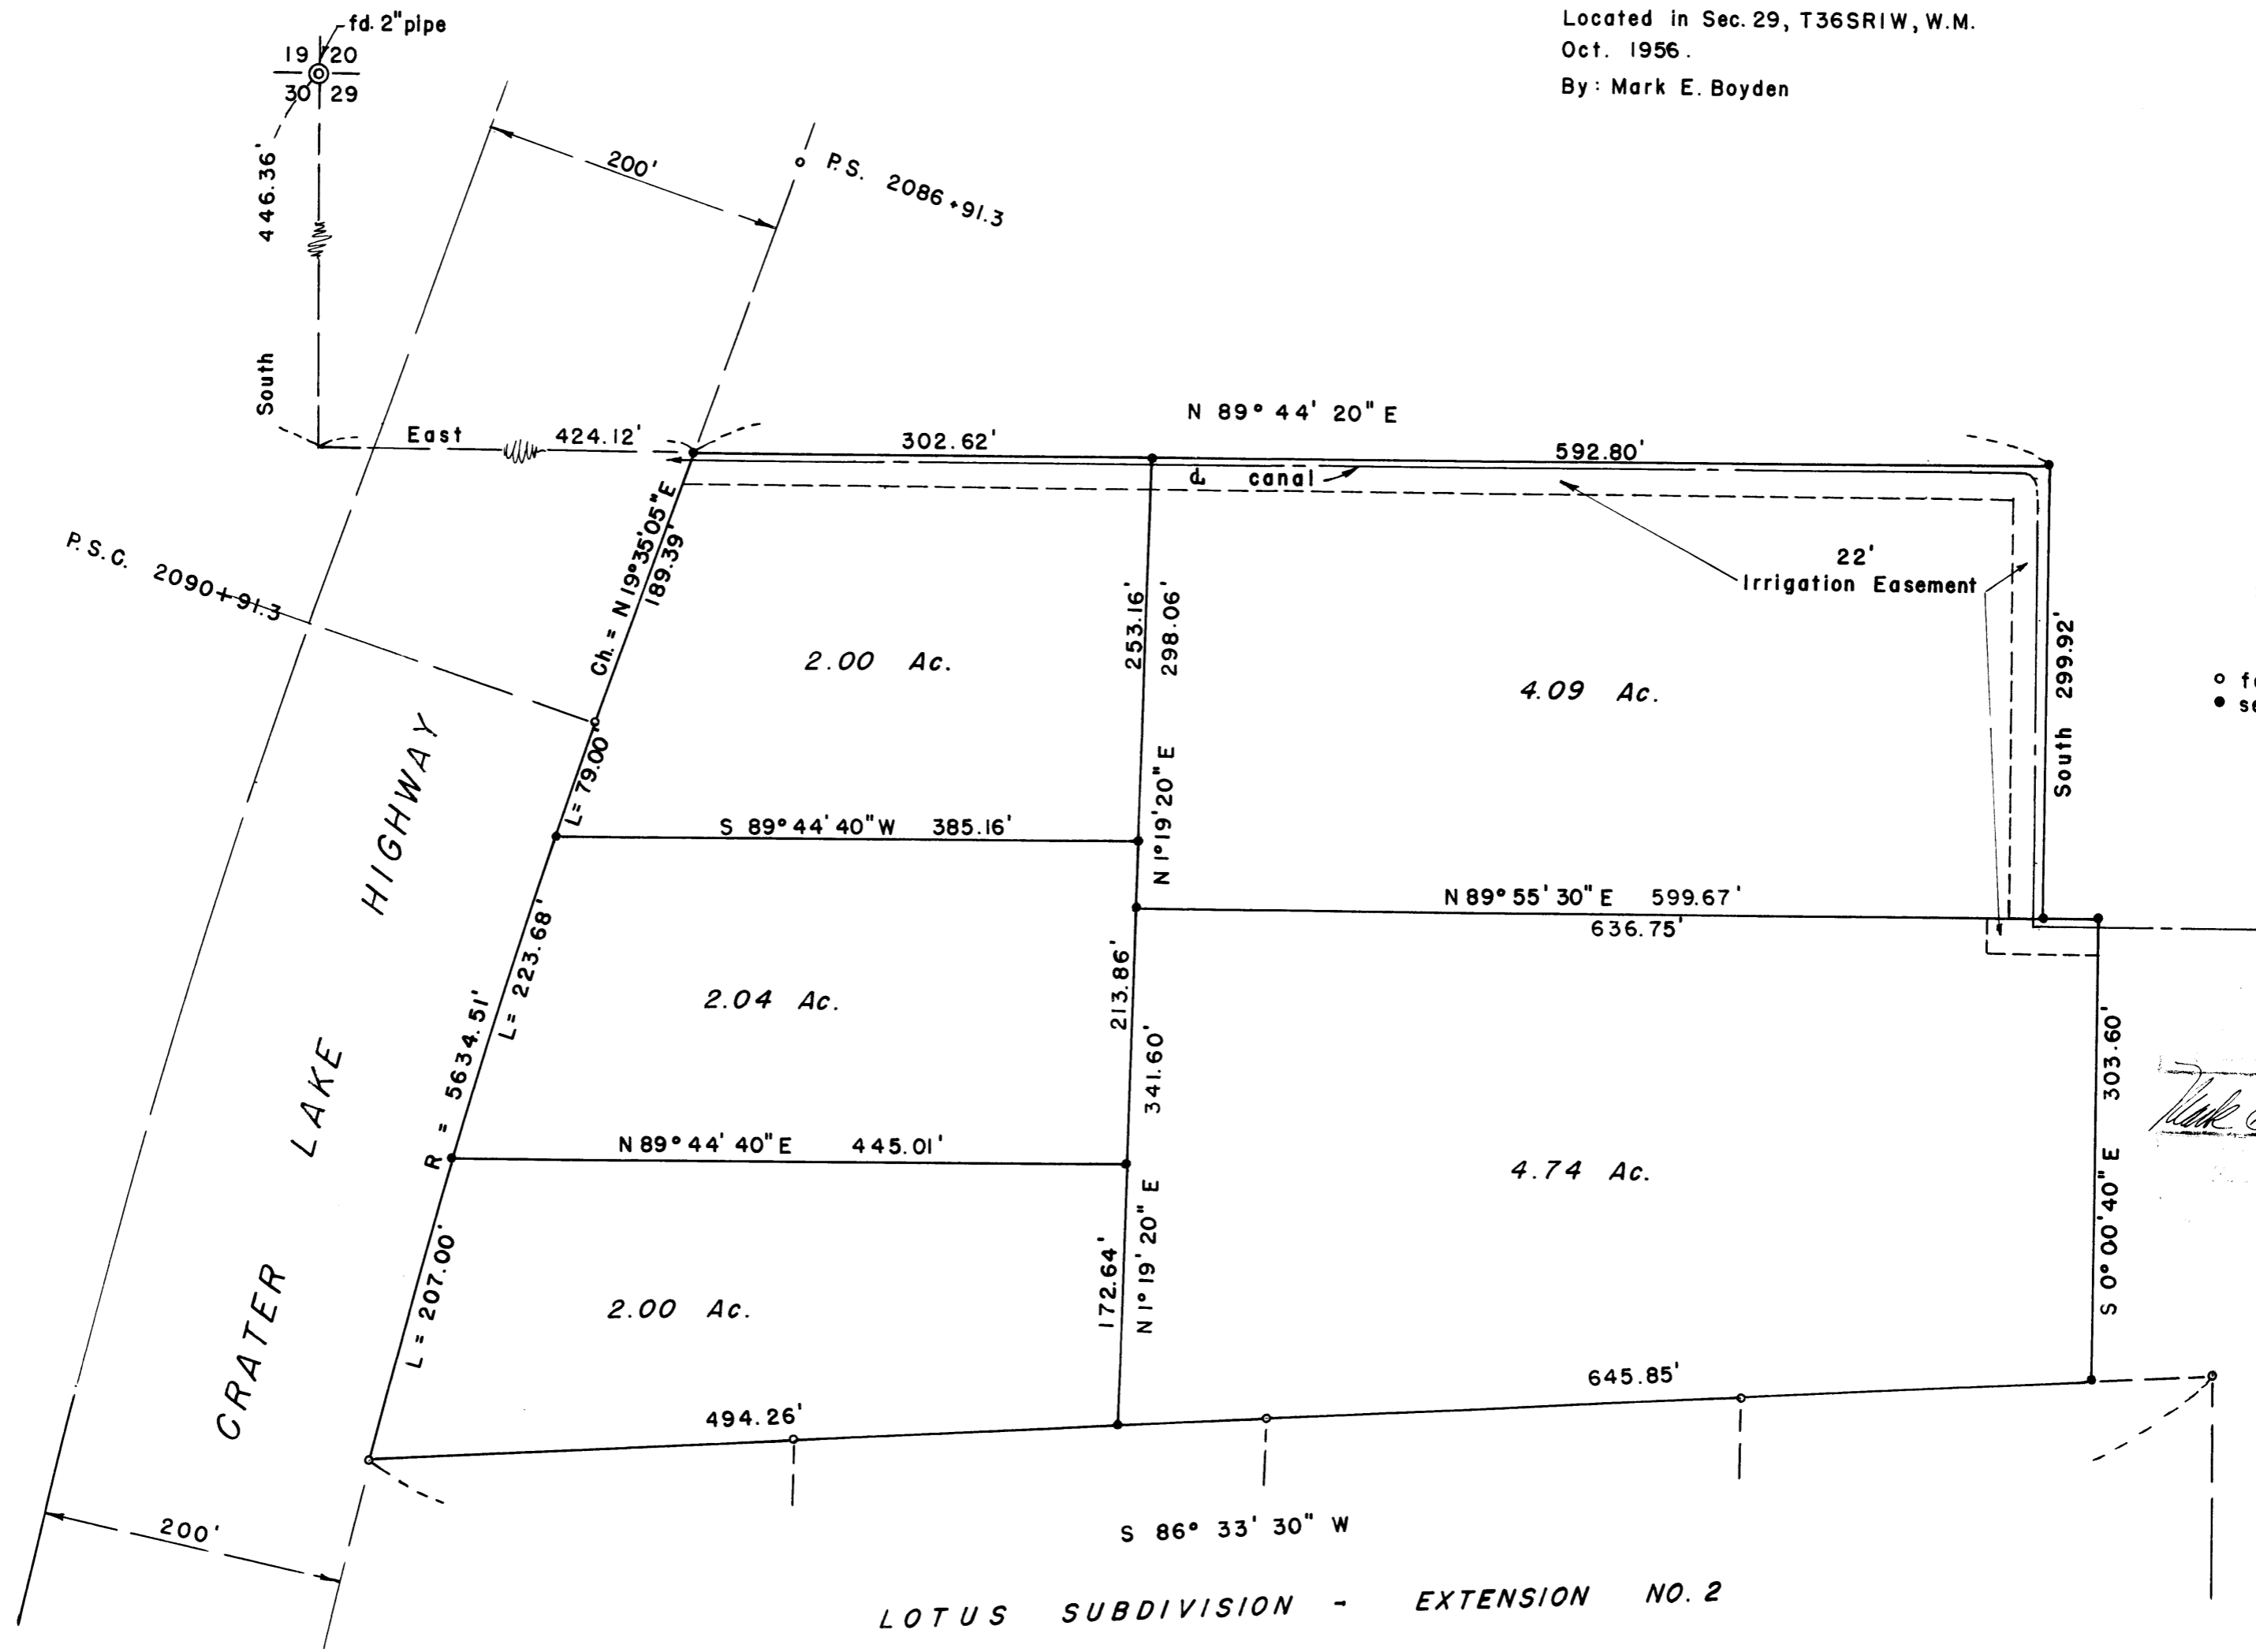 Located in Sec. 29, T36SR1W, W.M.
Oct. 1956.
By: Mark E. Boyden
fd. 2" pipe
19 20
30 29
446.36'
South
East 424.12'
200'
P.S. 2086+91.3
P.S.C. 2090+91.3
N 89° 44' 20" E
302.62'
592.80'
canal
22'
Irrigation Easement
Ch. = N 19°35'05" E
189.39'
L= 79.00'
2.00 Ac.
253.16'
298.06'
N 1°19'20" E
4.09 Ac.
South 299.92'
S 89°44'40" W 385.16'
N 89°55'30" E 599.67'
636.75'
R = 5634.51'
L= 223.68'
2.04 Ac.
213.86'
341.60'
4.74 Ac.
303.60'
S 0°00'40" E
Mark
N 89°44'40" E 445.01'
L= 207.00'
2.00 Ac.
172.64'
N 1°19'20" E
494.26'
645.85'
CRATER LAKE HIGHWAY
200'
S 86° 33' 30" W
LOTUS SUBDIVISION - EXTENSION NO. 2